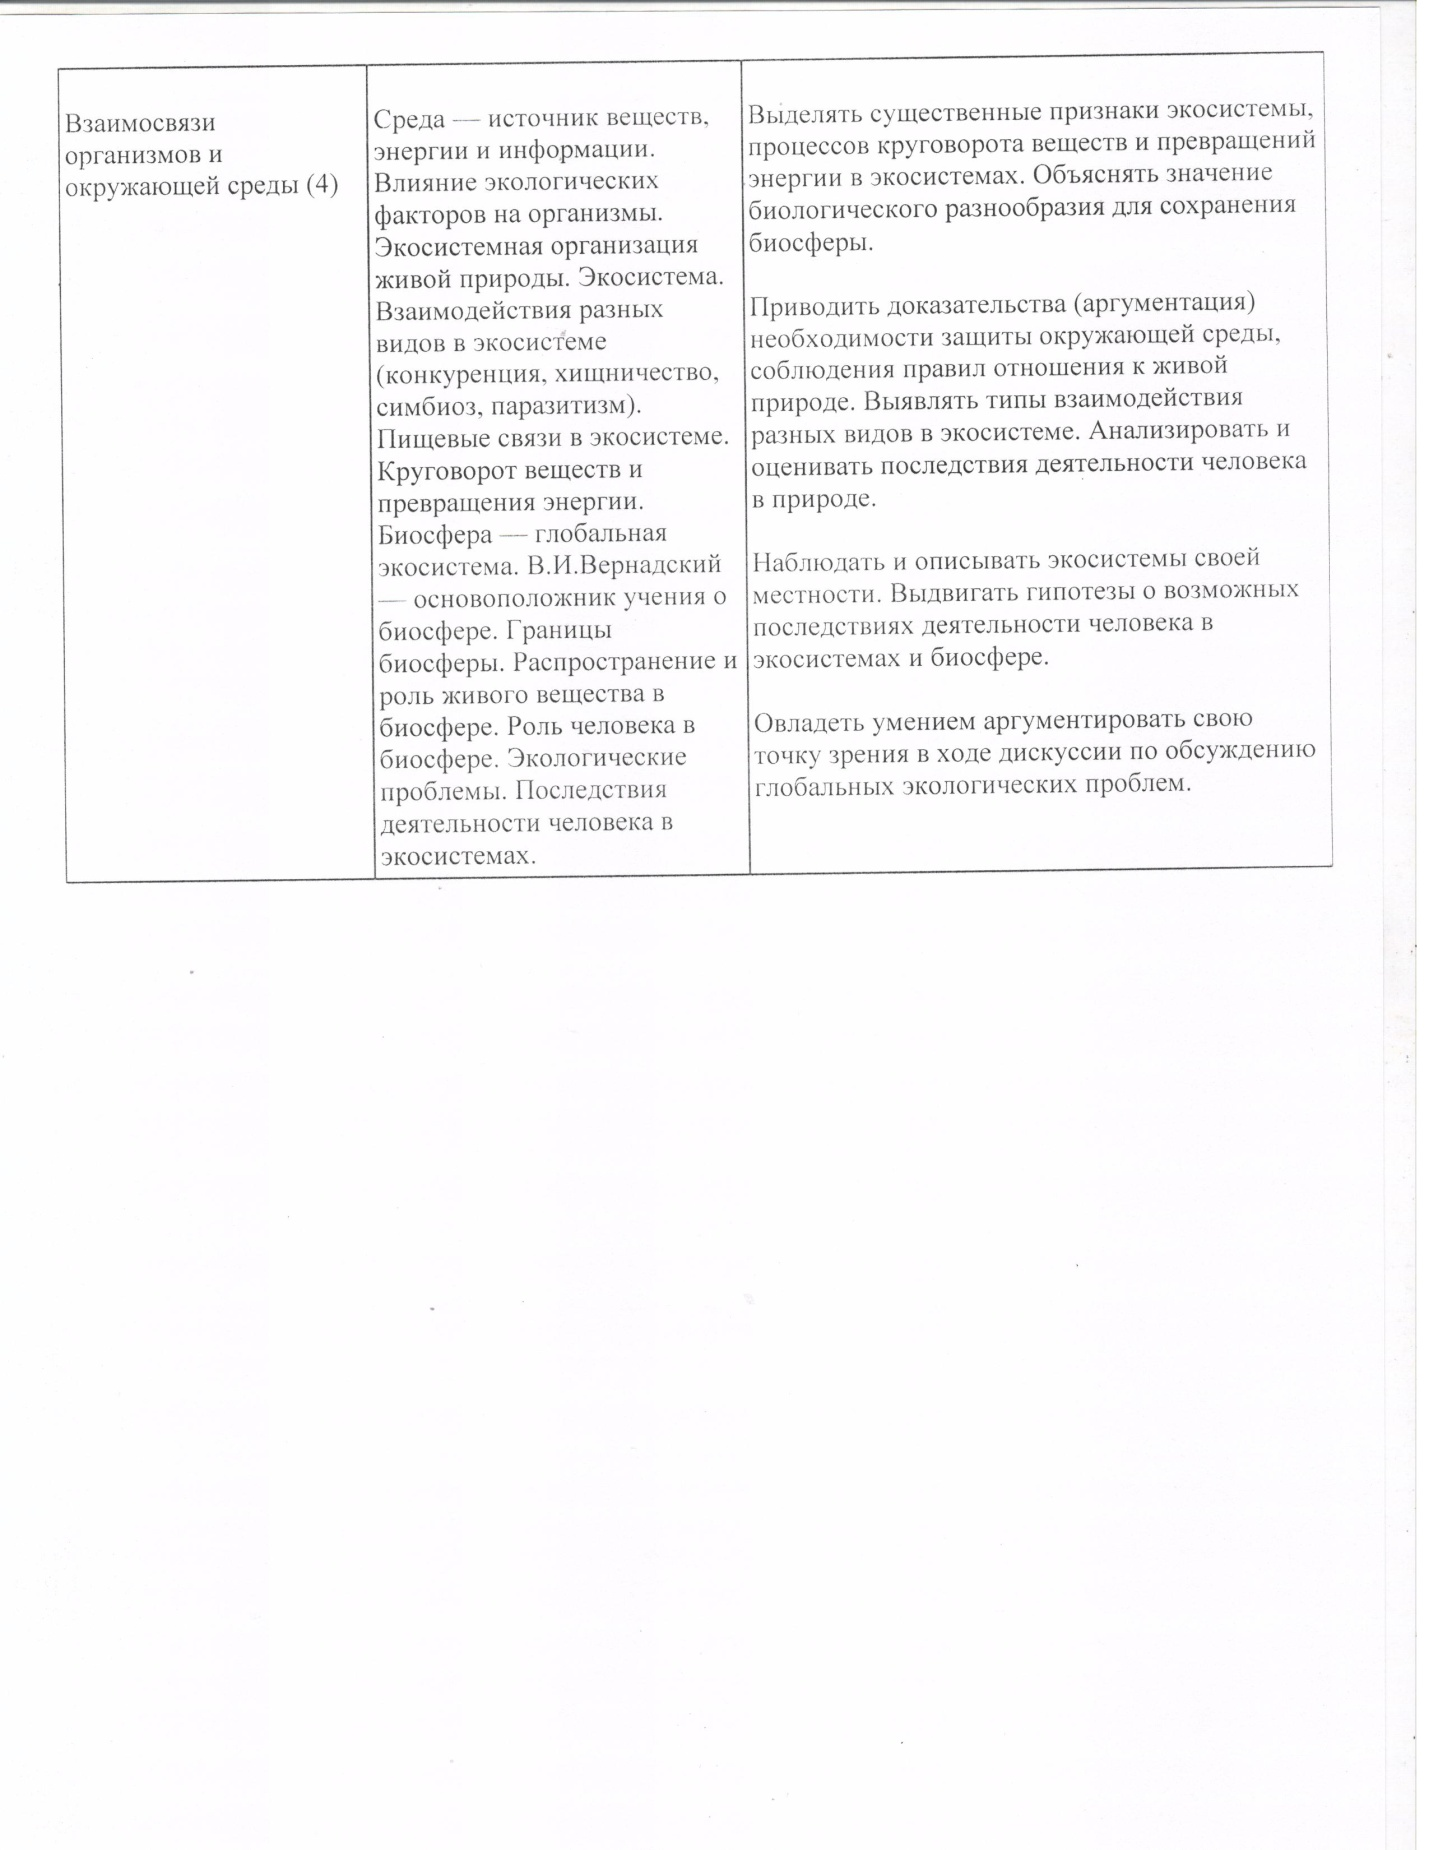 Взаимосвязи
организмов и
окружающей среды (4)
Среда — источник веществ,
энергии и информации.
Влияние экологических
факторов на организмы.
Экосистемная организация
живой природы. Экосистема.
Взаимодействия разных
видов в экосистеме
(конкуренция, хищничество,
симбиоз, паразитизм).
Пищевые связи в экосистеме.
Круговорот веществ и
превращения энергии.
Биосфера — глобальная
экосистема. В.И.Вернадский
— основоположник учения о
биосфере. Границы
биосферы. Распространение и
роль живого вещества в
биосфере. Роль человека в
биосфере. Экологические
проблемы. Последствия
деятельности человека в
экосистемах.
Выделять существенные признаки экосистемы,
процессов круговорота веществ и превращений
энергии в экосистемах. Объяснять значение
биологического разнообразия для сохранения
биосферы.
Приводить доказательства (аргументация)
необходимости защиты окружающей среды,
соблюдения правил отношения к живой
природе. Выявлять типы взаимодействия
разных видов в экосистеме. Анализировать и
оценивать последствия деятельности человека
в природе.
Наблюдать и описывать экосистемы своей
местности. Выдвигать гипотезы о возможных
последствиях деятельности человека в
экосистемах и биосфере.
Овладеть умением аргументировать свою
точку зрения в ходе дискуссии по обсуждению
глобальных экологических проблем.